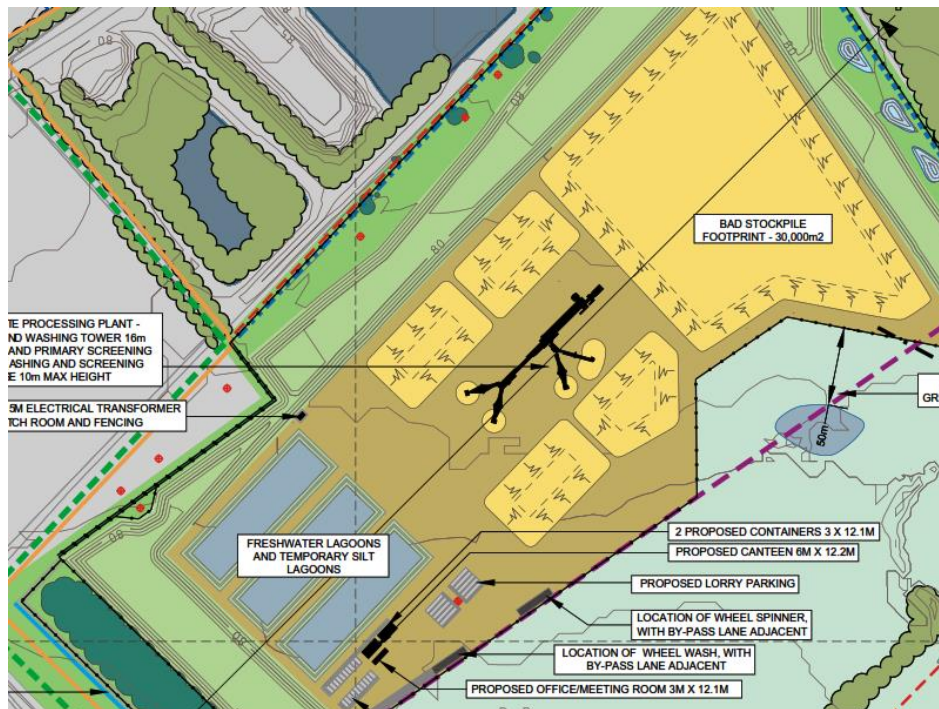 BAD STOCKPILE
FOOTPRINT - 30,000m2
TE PROCESSING PLANT -
ND WASHING TOWER 16m
AND PRIMARY SCREENING
ASHING AND SCREENING
E 10m MAX HEIGHT
5M ELECTRICAL TRANSFORMER
TCH ROOM AND FENCING
GR
50m
FRESHWATER LAGOONS
AND TEMPORARY SILT
LAGOONS
2 PROPOSED CONTAINERS 3 X 12.1M
PROPOSED CANTEEN 6M X 12.2M
PROPOSED LORRY PARKING
LOCATION OF WHEEL SPINNER,
WITH BY-PASS LANE ADJACENT
LOCATION OF WHEEL WASH, WITH
BY-PASS LANE ADJACENT
PROPOSED OFFICE/MEETING ROOM 3M X 12.1M
80
80